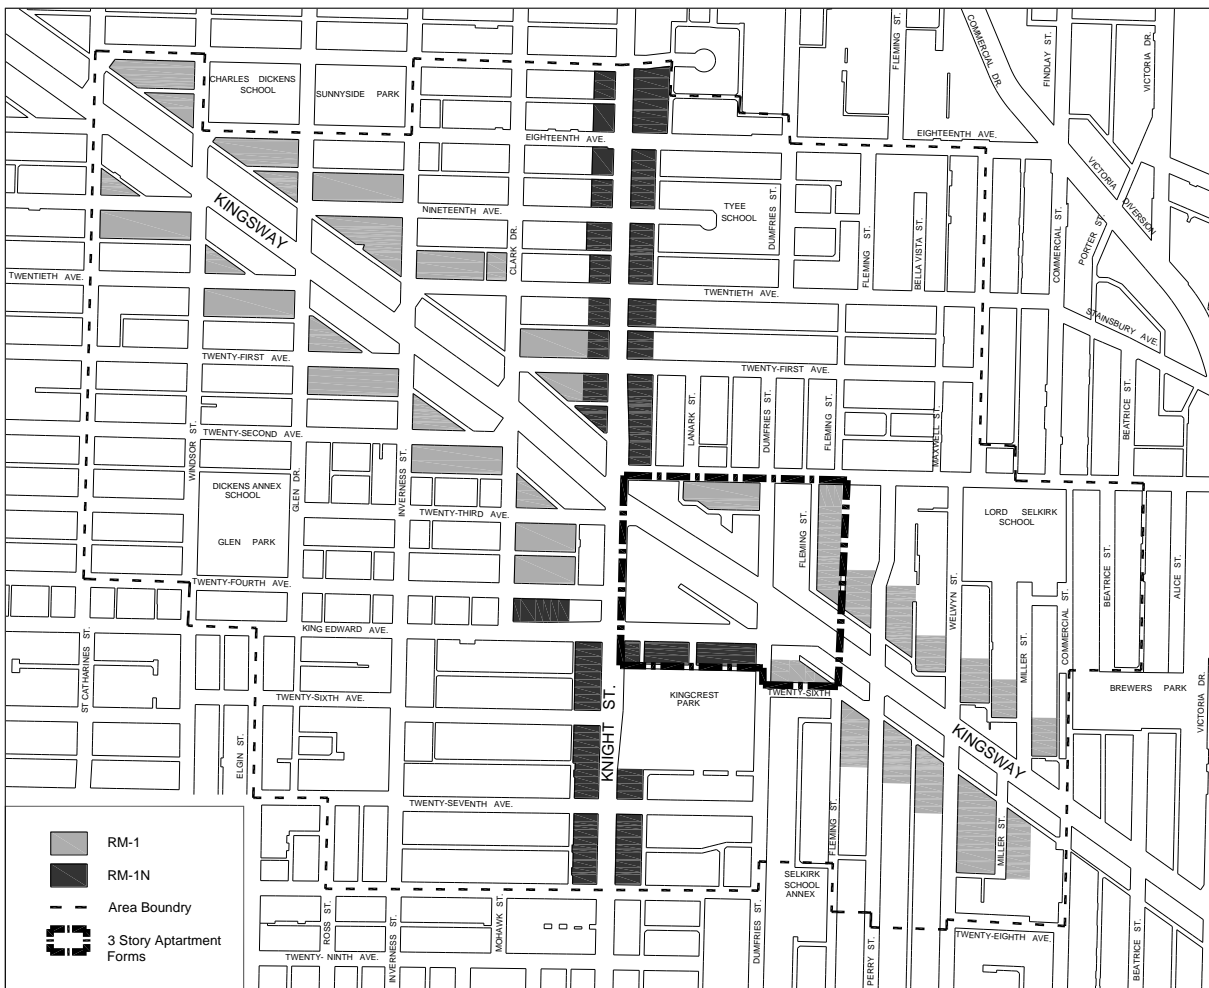 FLEMING ST.
COMMERCIAL DR.
FINDLAY ST.
VICTORIA DR.
CHARLES DICKENS
SCHOOL
SUNNYSIDE PARK
EIGHTEENTH AVE.
EIGHTEENTH AVE.
VICTORIA
DIVERSION
KINGSWAY
NINETEENTH AVE.
CLARK DR.
TYEE
SCHOOL
DUMFRIES ST.
FLEMING ST.
BELLA VISTA ST.
COMMERCIAL ST.
PORTER ST.
TWENTIETH AVE.
TWENTIETH AVE.
STAINSBURY AVE.
TWENTY-FIRST AVE.
TWENTY-FIRST AVE.
LANARK ST.
DUMFRIES ST.
FLEMING ST.
MAXWELL ST.
BEATRICE ST.
WINDSOR ST.
TWENTY-SECOND AVE.
GLEN DR.
INVERNESS ST.
DICKENS ANNEX
SCHOOL
TWENTY-THIRD AVE.
GLEN PARK
FLEMING ST.
LORD SELKIRK
SCHOOL
TWENTY-FOURTH AVE.
WELWYN ST.
BEATRICE ST.
ALICE ST.
KING EDWARD AVE.
MILLER ST.
COMMERCIAL ST.
ST CATHARINES ST.
TWENTY-SIXTH AVE.
KINGCREST
PARK
TWENTY-SIXTH
BREWERS PARK
VICTORIA DR.
ELGIN ST.
KNIGHT ST.
KINGSWAY
TWENTY-SEVENTH AVE.
FLEMING ST.
MILLER ST.
RM-1
RM-1N
Area Boundry
3 Story Aptartment
Forms
SELKIRK
SCHOOL
ANNEX
ROSS ST.
INVERNESS ST.
MOHAWK ST.
DUMFRIES ST.
PERRY ST.
TWENTY-EIGHTH AVE.
BEATRICE ST.
TWENTY- NINTH AVE.